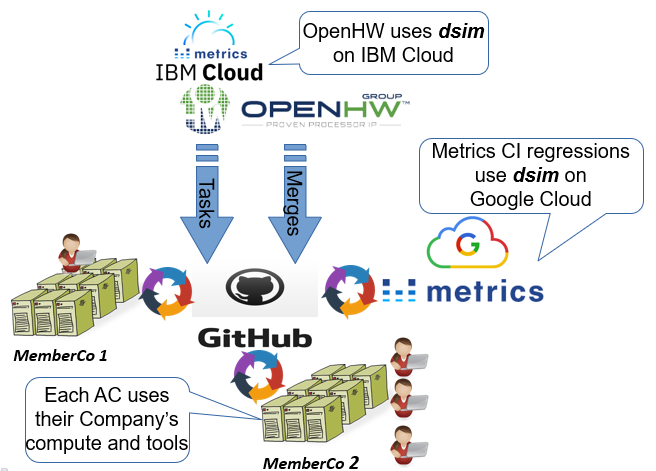 metrics
IBM Cloud
OpenHW uses dsim
on IBM Cloud
GROUP
OPENHW™
PROVEN PROCESSOR IP
Tasks
Merges
Metrics CI regressions
use dsim on
Google Cloud
G
metrics
GitHub
MemberCo 1
Each AC uses
their Company's
compute and tools
MemberCo 2